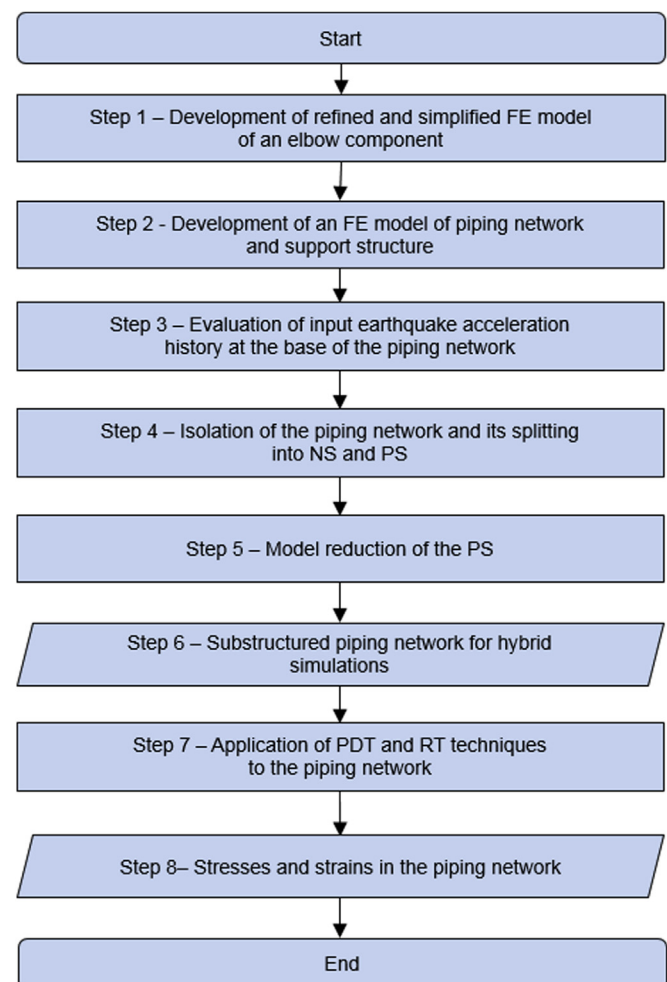 Start
Step 1 – Development of refined and simplified FE model
of an elbow component
Step 2 - Development of an FE model of piping network
and support structure
Step 3 – Evaluation of input earthquake acceleration
history at the base of the piping network
Step 4 – Isolation of the piping network and its splitting
into NS and PS
Step 5 – Model reduction of the PS
Step 6 – Substructured piping network for hybrid
simulations
Step 7 – Application of PDT and RT techniques
to the piping network
Step 8– Stresses and strains in the piping network
End